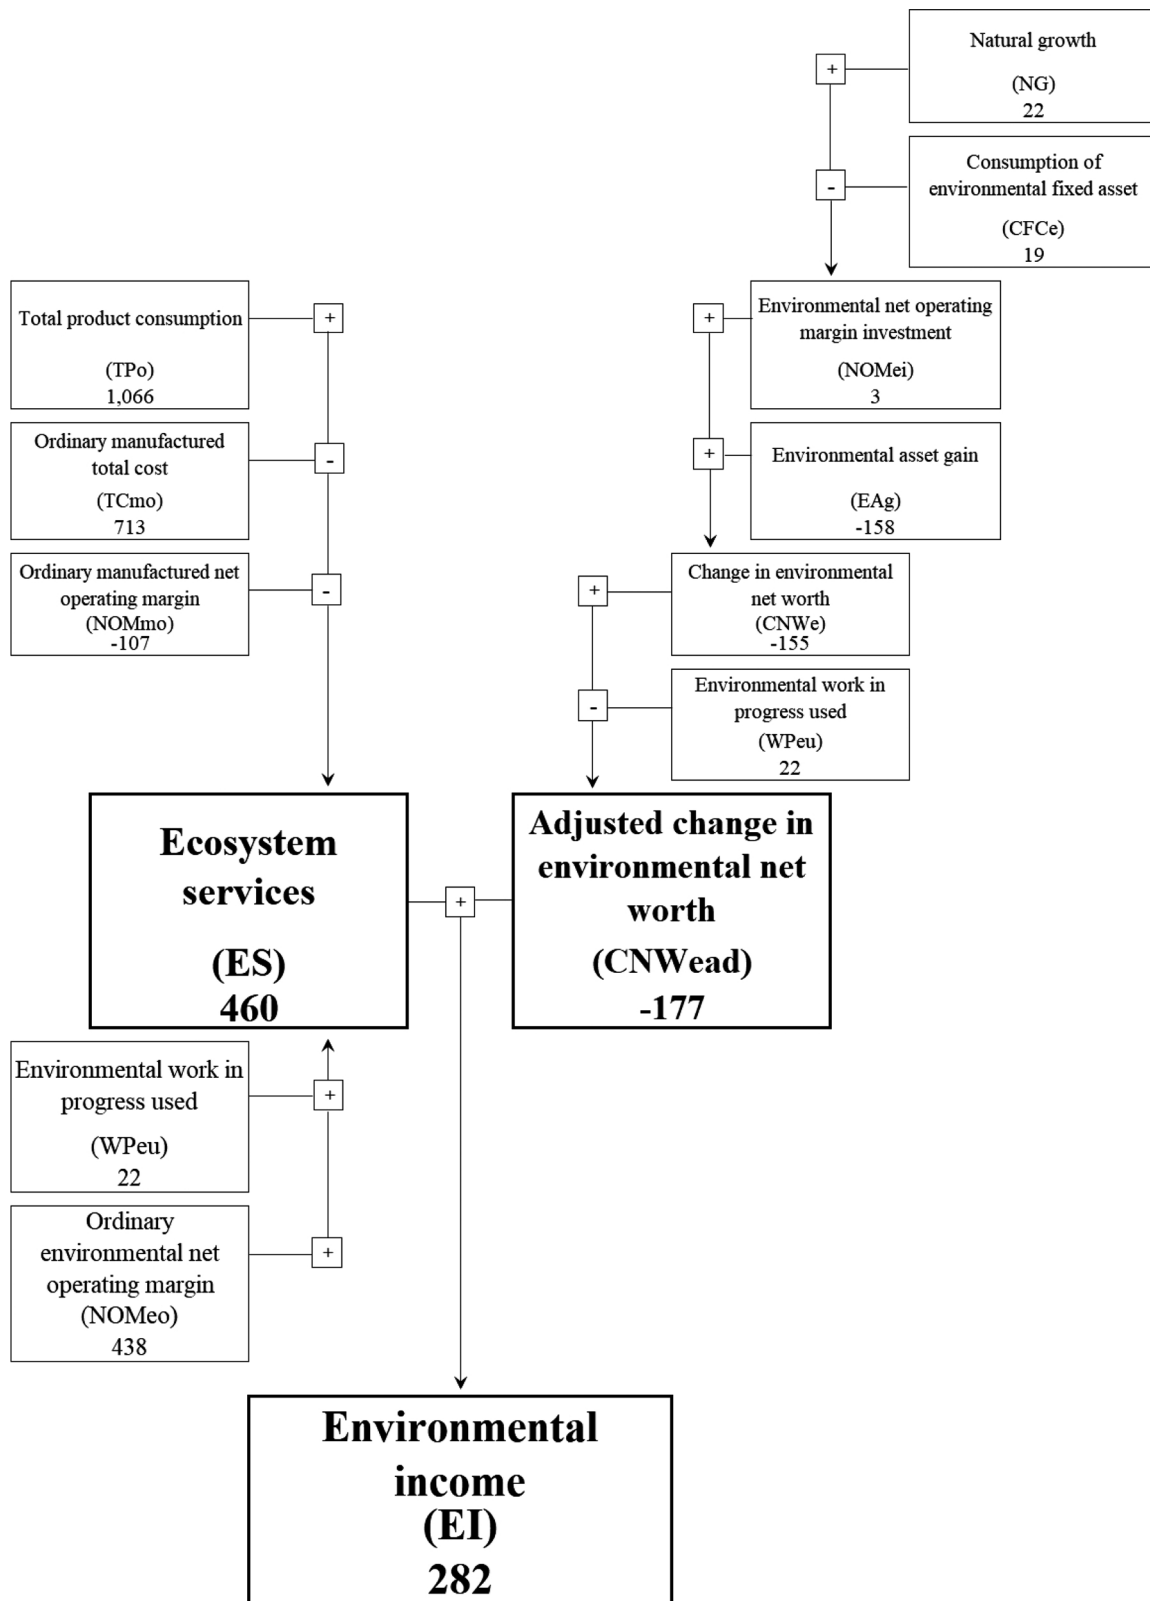 Natural growth
(NG)
22
+
Consumption of
environmental fixed asset
(CFCe)
19
-
Total product consumption
(TPo)
1,066
+
Environmental net operating
margin investment
(NOMei)
3
+
Ordinary manufactured
total cost
(TCmo)
713
-
Environmental asset gain
(EAg)
-158
+
Ordinary manufactured net
operating margin
(NOMmo)
-107
-
Change in environmental
net worth
(CNWe)
-155
+
Environmental work in
progress used
(WPeu)
22
-
Ecosystem
services
(ES)
460
+
Adjusted change in
environmental net
worth
(CNWead)
-177
Environmental work in
progress used
(WPeu)
22
+
Ordinary
environmental net
operating margin
(NOMeo)
438
+
Environmental
income
(EI)
282